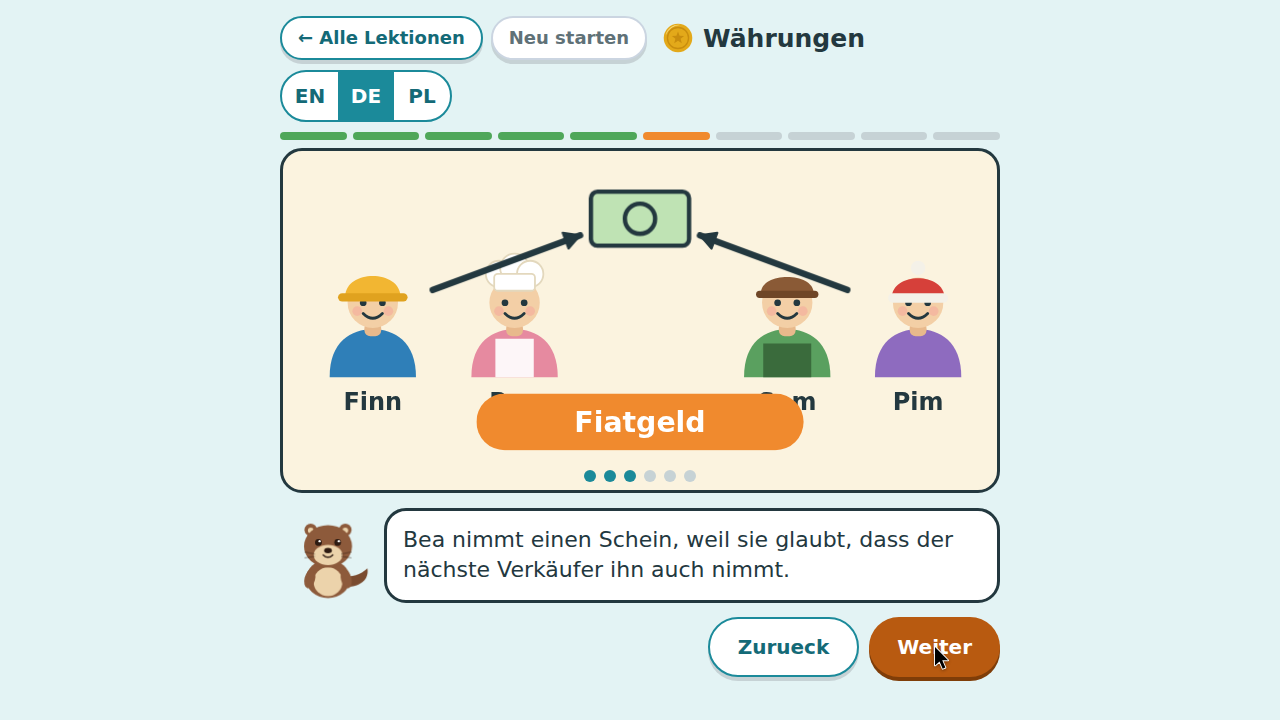 ← Alle Lektionen
Neu starten
Währungen
EN DE PL
Finn
Pim
Fiatgeld
Bea nimmt einen Schein, weil sie glaubt, dass der
nächste Verkäufer ihn auch nimmt.
Zurueck
Weiter